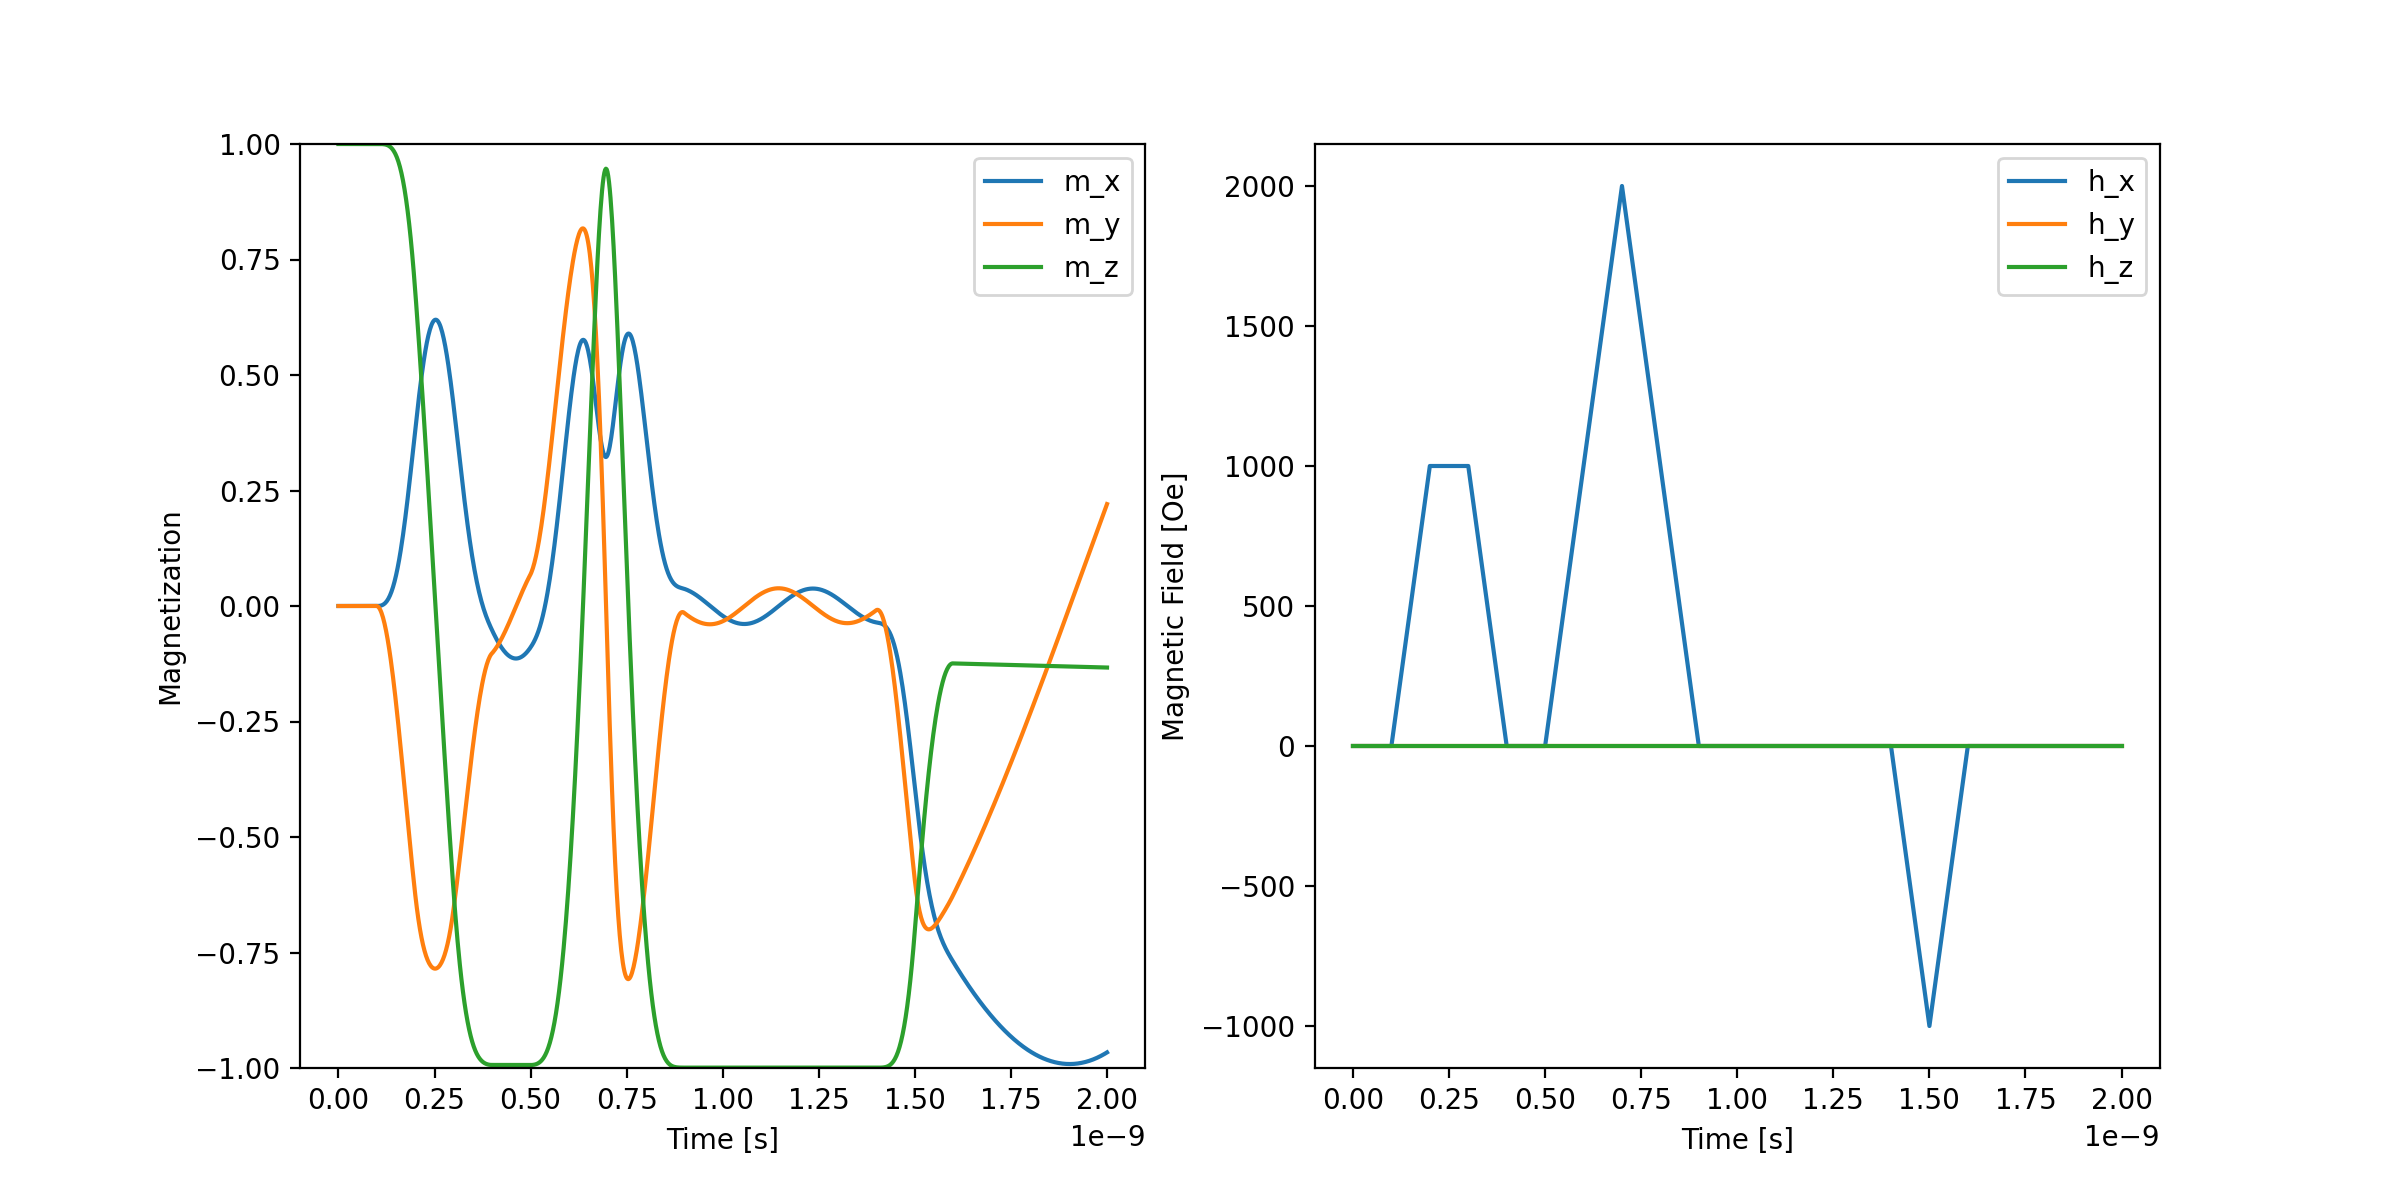 Magnetization
1.00
0.75
0.50
0.25
0.00
−0.25
−0.50
−0.75
−1.00
0.00 0.25 0.50 0.75 1.00 1.25 1.50 1.75 2.00
1e−9
Time [s]
m_x
m_y
m_z
Magnetic Field [Oe]
2000
1500
1000
500
0
−500
−1000
0.00 0.25 0.50 0.75 1.00 1.25 1.50 1.75 2.00
1e−9
Time [s]
h_x
h_y
h_z